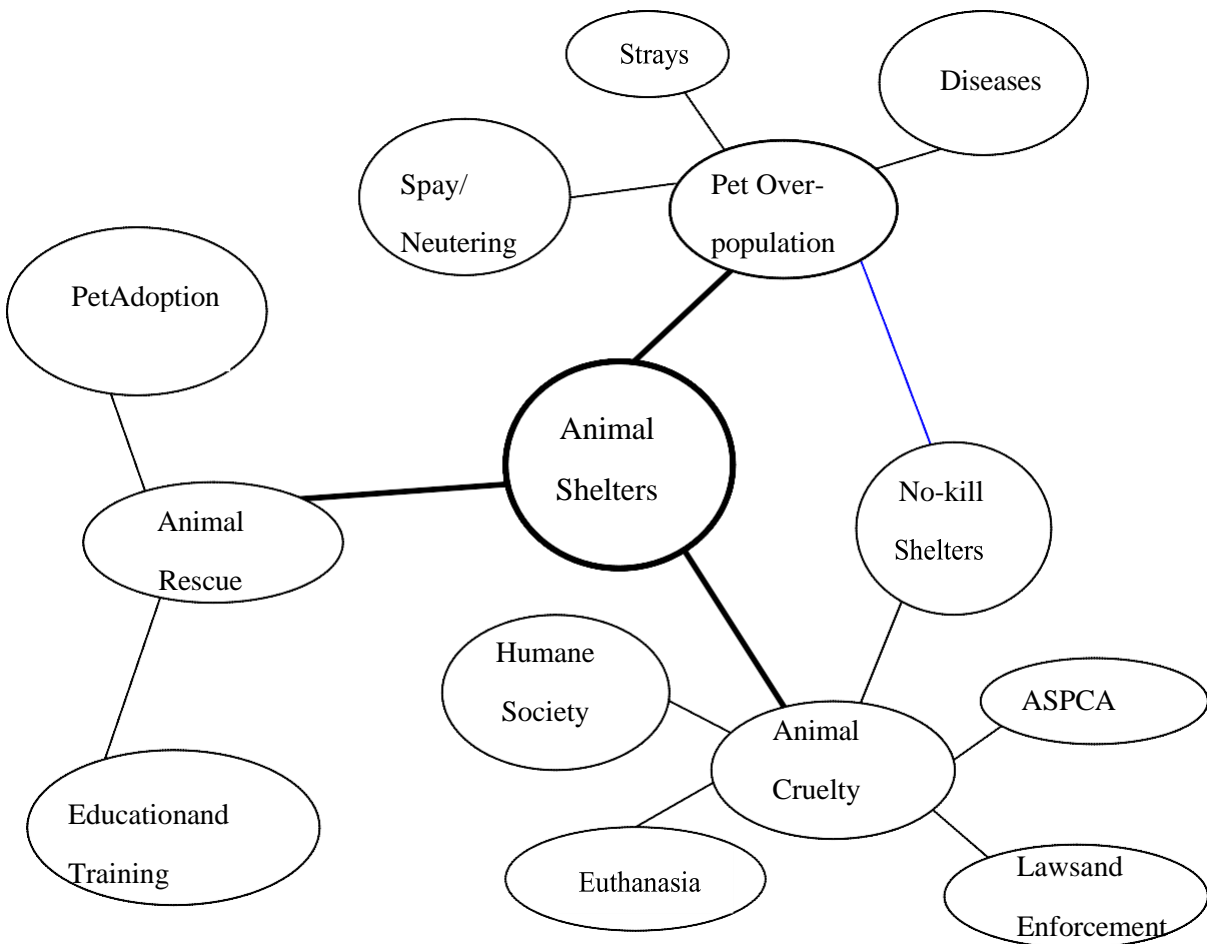 Strays
Diseases
Spay/
Neutering
Pet Over-
population
PetAdoption
Animal
Shelters
No-kill
Shelters
Animal
Rescue
Humane
Society
ASPCA
Animal
Cruelty
Educationand
Training
Euthanasia
Lawsand
Enforcement